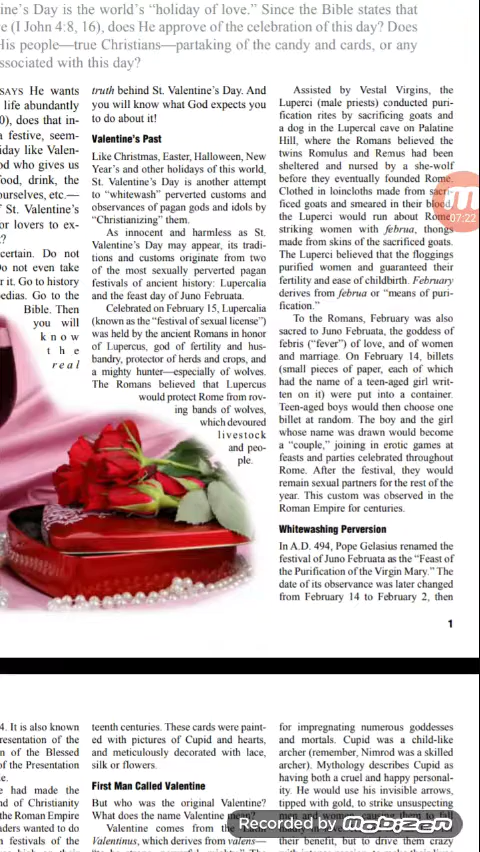 ine's Day is the world's "holiday of love." Since the Bible states that
e (I John 4:8, 16), does He approve of the celebration of this day? Does
His people—true Christians—partaking of the candy and cards, or any
ssociated with this day?
SAYS He wants
life abundantly
0), does that in-
a festive, seem-
iday like Valen-
od who gives us
food, drink, the
ourselves, etc.—
f St. Valentine's
or lovers to ex-
?
certain. Do not
Do not even take
r it. Go to history
pedias. Go to the
Bible. Then
you will
know
the
real
truth behind St. Valentine's Day. And
you will know what God expects you
to do about it!
Valentine's Past
Like Christmas, Easter, Halloween, New
Year's and other holidays of this world,
St. Valentine's Day is another attempt
to "whitewash" perverted customs and
observances of pagan gods and idols by
"Christianizing" them.
As innocent and harmless as St.
Valentine's Day may appear, its tradi-
tions and customs originate from two
of the most sexually perverted pagan
festivals of ancient history: Lupercalia
and the feast day of Juno Februata.
Celebrated on February 15, Lupercalia
(known as the "festival of sexual license")
was held by the ancient Romans in honor
of Lupercus, god of fertility and hus-
bandry, protector of herds and crops, and
a mighty hunter—especially of wolves.
The Romans believed that Lupercus
would protect Rome from rov-
ing bands of wolves,
which devoured
livestock
and peo-
ple.
Assisted by Vestal Virgins, the
Luperci (male priests) conducted puri-
fication rites by sacrificing goats and
a dog in the Lupercal cave on Palatine
Hill, where the Romans believed the
twins Romulus and Remus had been
sheltered and nursed by a she-wolf
before they eventually founded Rome.
Clothed in loincloths made from sacri-
ficed goats and smeared in their blood,
the Luperci would run about Rome,
striking women with februa, thongs
made from skins of the sacrificed goats.
The Luperci believed that the floggings
purified women and guaranteed their
fertility and ease of childbirth. February
derives from februa or "means of puri-
fication."
To the Romans, February was also
sacred to Juno Februata, the goddess of
febris ("fever") of love, and of women
and marriage. On February 14, billets
(small pieces of paper, each of which
had the name of a teen-aged girl writ-
ten on it) were put into a container.
Teen-aged boys would then choose one
billet at random. The boy and the girl
whose name was drawn would become
a "couple," joining in erotic games at
feasts and parties celebrated throughout
Rome. After the festival, they would
remain sexual partners for the rest of the
year. This custom was observed in the
Roman Empire for centuries.
Whitewashing Perversion
In A.D. 494, Pope Gelasius renamed the
festival of Juno Februata as the "Feast of
the Purification of the Virgin Mary." The
date of its observance was later changed
from February 14 to February 2, then
07:22
1
4. It is also known
resentation of the
n of the Blessed
of the Presentation
e.
e had made the
nd of Christianity
the Roman Empire
aders wanted to do
n festivals of the
teenth centuries. These cards were paint-
ed with pictures of Cupid and hearts,
and meticulously decorated with lace,
silk or flowers.
First Man Called Valentine
But who was the original Valentine?
What does the name Valentine mean?
Valentine comes from the Latin
Valentinus, which derives from valens—
for impregnating numerous goddesses
and mortals. Cupid was a child-like
archer (remember, Nimrod was a skilled
archer). Mythology describes Cupid as
having both a cruel and happy personal-
ity. He would use his invisible arrows,
tipped with gold, to strike unsuspecting
men and women, causing them to fall
their benefit, but to drive them crazy
Recorded by MOBIZEN